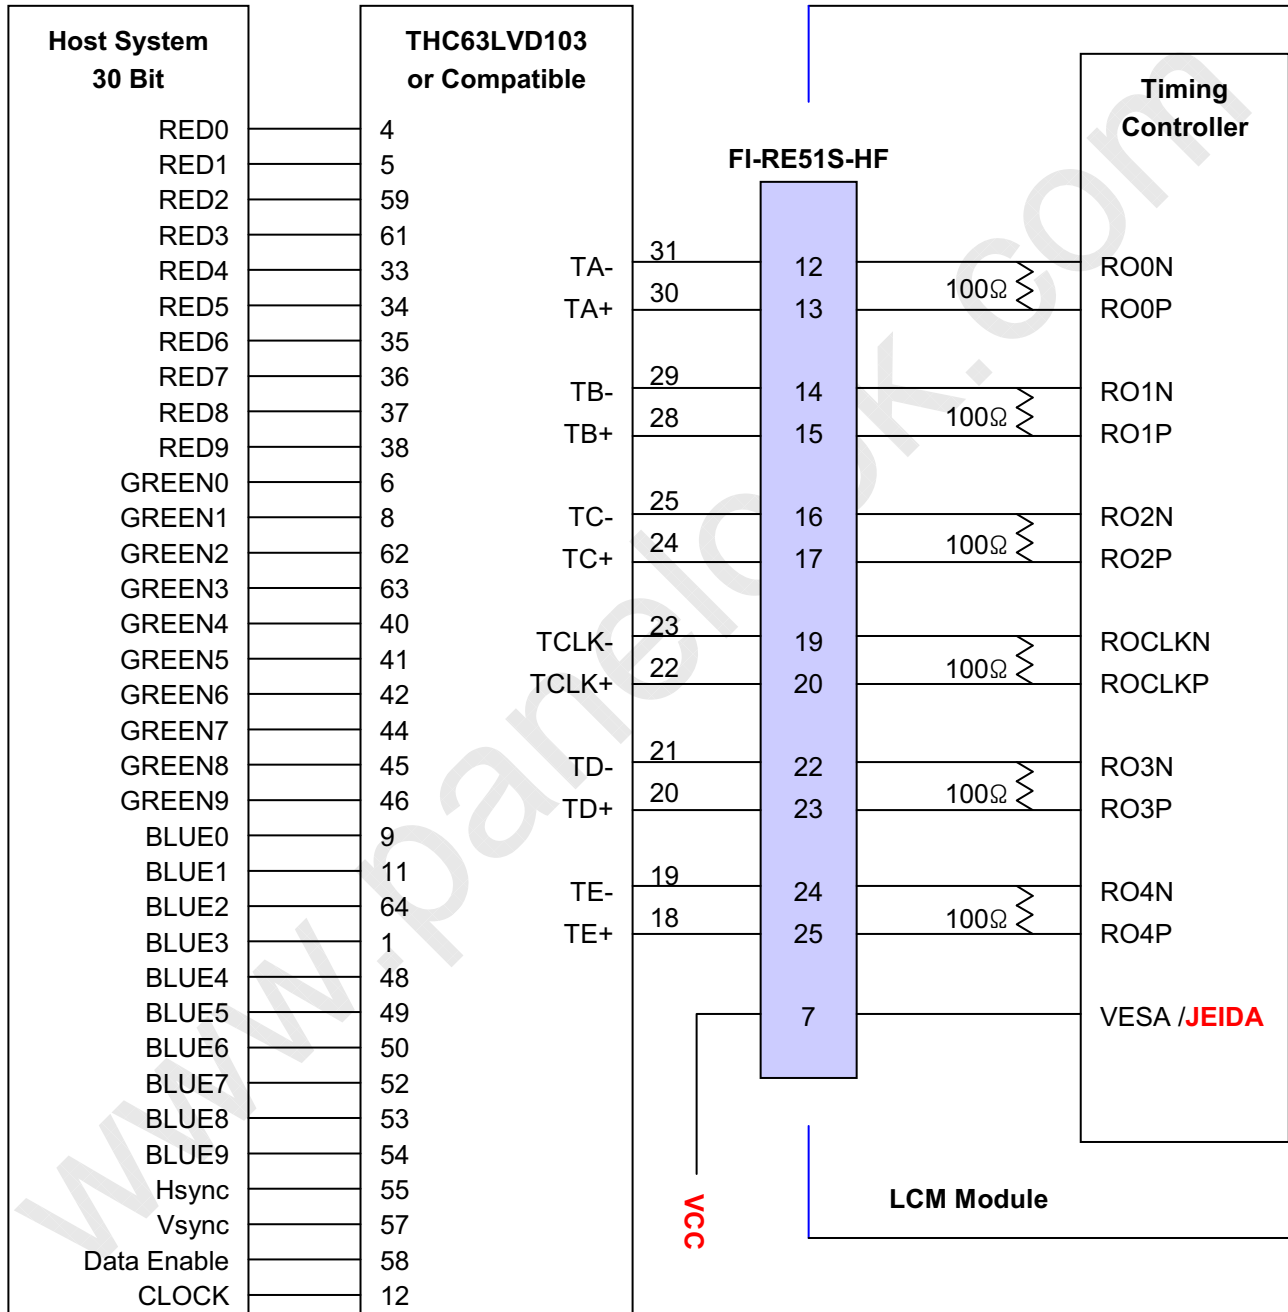 Host System
30 Bit
RED0
RED1
RED2
RED3
RED4
RED5
RED6
RED7
RED8
RED9
GREEN0
GREEN1
GREEN2
GREEN3
GREEN4
GREEN5
GREEN6
GREEN7
GREEN8
GREEN9
BLUE0
BLUE1
BLUE2
BLUE3
BLUE4
BLUE5
BLUE6
BLUE7
BLUE8
BLUE9
Hsync
Vsync
Data Enable
CLOCK
THC63LVD103
or Compatible
4
5
59
61
33
34
35
36
37
38
6
8
62
63
40
41
42
44
45
46
9
11
64
1
48
49
50
52
53
54
55
57
58
12
TA- 31
TA+ 30
TB- 29
TB+ 28
TC- 25
TC+ 24
TCLK- 23
TCLK+ 22
TD- 21
TD+ 20
TE- 19
TE+ 18
VCC
FI-RE51S-HF
12
13
14
15
16
17
19
20
22
23
24
25
7
100Ω
100Ω
100Ω
100Ω
100Ω
100Ω
Timing
Controller
RO0N
RO0P
RO1N
RO1P
RO2N
RO2P
ROCLKN
ROCLKP
RO3N
RO3P
RO4N
RO4P
VESA /JEIDA
LCM Module
www.panelook.com